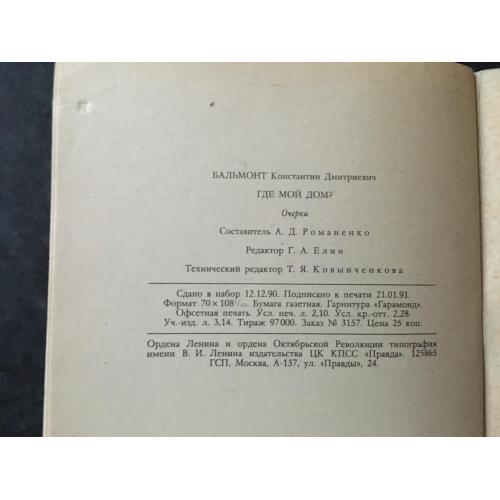 БАЛЬМОНТ Константин Дмитриевич
ГДЕ МОЙ ДОМ?
Очерки
Составитель А. Д. Романенко
Редактор Г. А. Елин
Технический редактор Т. Я. Ковынченкова
Сдано в набор 12.12.90. Подписано к печати 21.01.91.
Формат 70 × 108 1/32. Бумага газетная. Гарнитура «Гарамонд».
Офсетная печать. Усл. печ. л. 2,10. Усл. кр.-отт. 2,28.
Уч.-изд. л. 3,14. Тираж 97 000. Заказ № 3157. Цена 25 коп.
Ордена Ленина и ордена Октябрьской Революции типография
имени В. И. Ленина издательства ЦК КПСС «Правда». 125865
ГСП, Москва, А-137, ул. «Правды», 24.